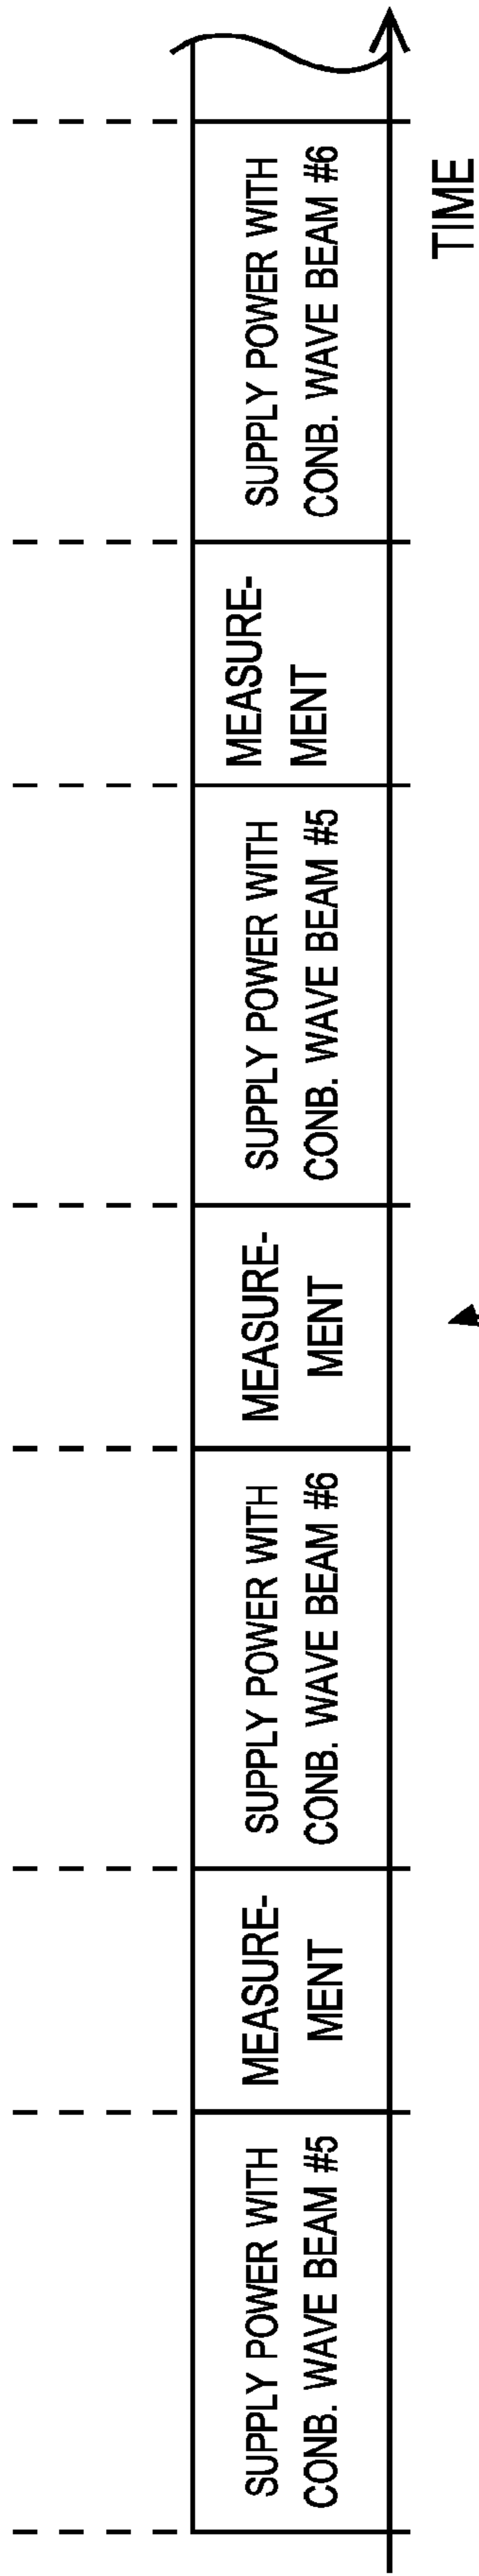 SUPPLY POWER WITH
CONB. WAVE BEAM #5
MEASURE-
MENT
SUPPLY POWER WITH
CONB. WAVE BEAM #6
MEASURE-
MENT
SUPPLY POWER WITH
CONB. WAVE BEAM #5
MEASURE-
MENT
SUPPLY POWER WITH
CONB. WAVE BEAM #6
TIME